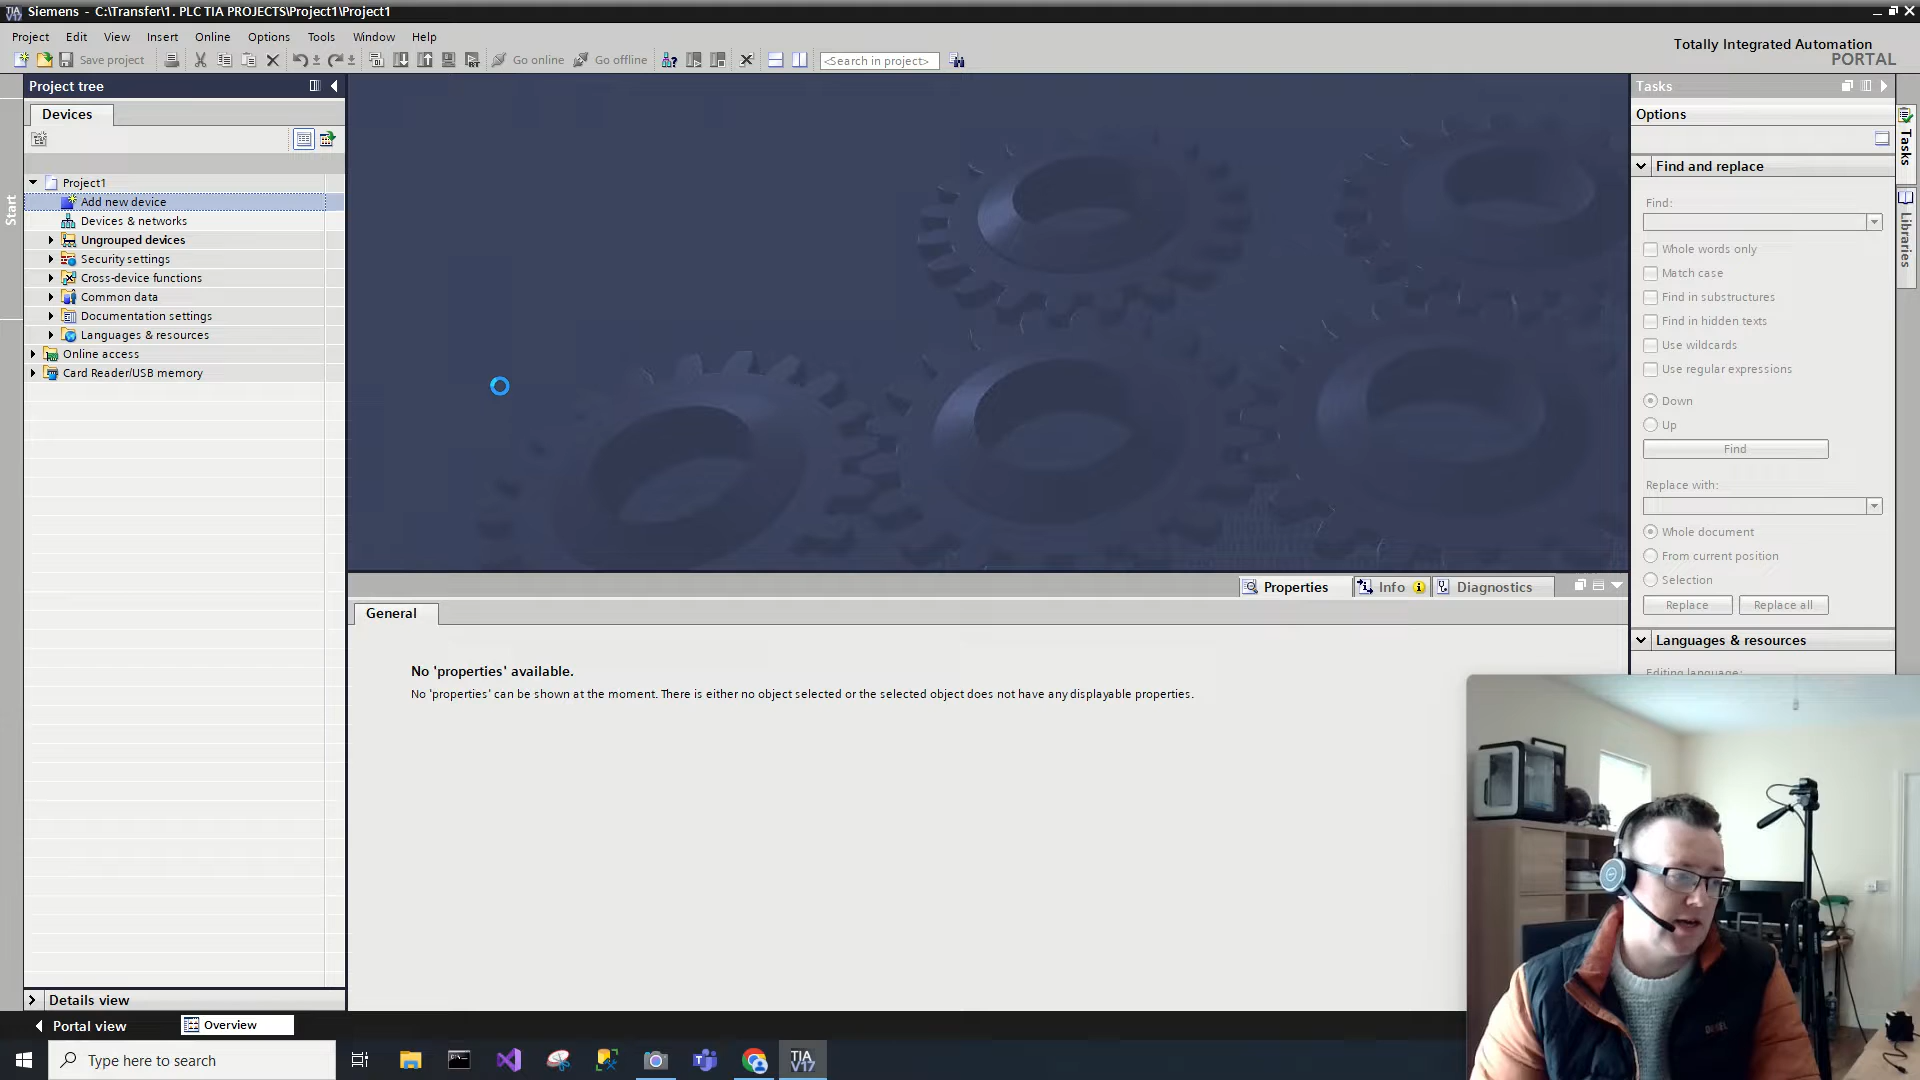 Siemens - C:\Transfer\1. PLC TIA PROJECTS\Project1\Project1
Project Edit View Insert Online Options Tools Window Help
Totally Integrated Automation
PORTAL
Save project
Go online
Go offline
<Search in project>
Project tree
Devices
Start
Project1
Add new device
Devices & networks
Ungrouped devices
Security settings
Cross-device functions
Common data
Documentation settings
Languages & resources
Online access
Card Reader/USB memory
Details view
Properties
Info
Diagnostics
General
No 'properties' available.
No 'properties' can be shown at the moment. There is either no object selected or the selected object does not have any displayable properties.
Tasks
Options
Find and replace
Find:
Whole words only
Match case
Find in substructures
Find in hidden texts
Use wildcards
Use regular expressions
Down
Up
Find
Replace with:
Whole document
From current position
Selection
Replace
Replace all
Languages & resources
Editing language:
Tasks
Libraries
Portal view
Overview
Type here to search
TIA
V17